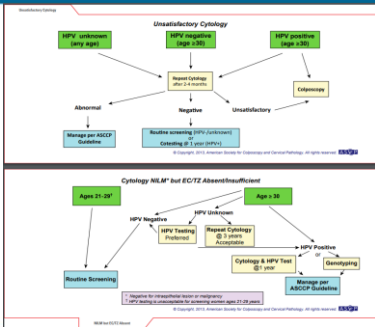 Unsatisfactory Cytology
Unsatisfactory Cytology
HPV unknown
(any age)
HPV negative
(age ≥30)
HPV positive
(age ≥30)
Repeat Cytology
after 2-4 months
Colposcopy
Abnormal
Negative
Unsatisfactory
Manage per ASCCP
Guideline
Routine screening (HPV-/unknown)
or
Cotesting @ 1 year (HPV+)
© Copyright, 2013, American Society for Colposcopy and Cervical Pathology. All rights reserved. ASCCP
Cytology NILM* but EC/TZ Absent/Insufficient
Ages 21-29†
Age ≥ 30
HPV Negative
HPV Unknown
HPV Testing
Preferred
Repeat Cytology
@ 3 years
Acceptable
HPV Positive
or
Cytology & HPV Test
@1 year
Genotyping
Routine Screening
Manage per
ASCCP Guideline
* Negative for intraepithelial lesion or malignancy
† HPV testing is unacceptable for screening women ages 21-29 years
© Copyright, 2013, American Society for Colposcopy and Cervical Pathology. All rights reserved. ASCCP